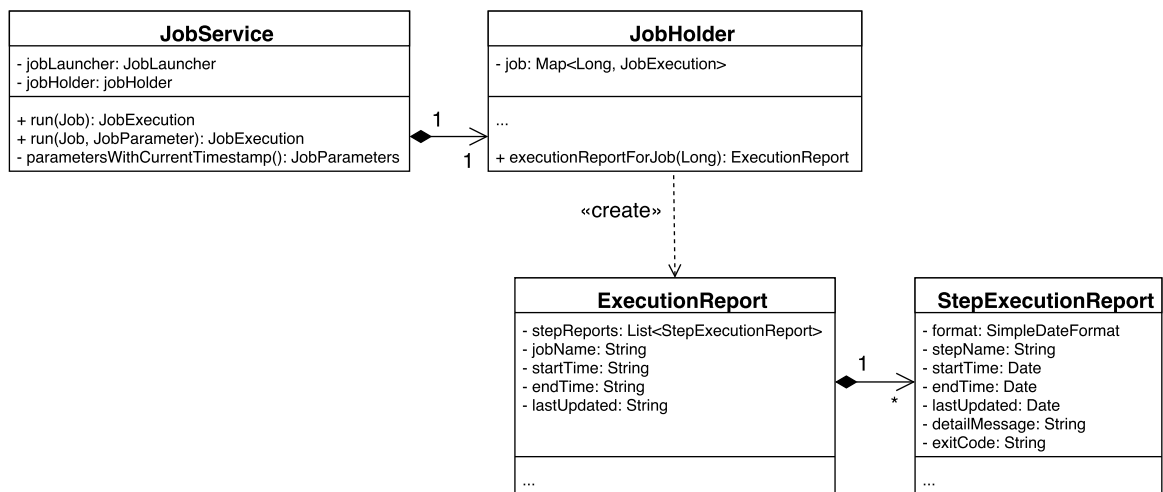 JobService
- jobLauncher: JobLauncher
- jobHolder: jobHolder
+ run(Job): JobExecution
+ run(Job, JobParameter): JobExecution
- parametersWithCurrentTimestamp(): JobParameters
1
1
JobHolder
- job: Map<Long, JobExecution>
...
+ executionReportForJob(Long): ExecutionReport
«create»
ExecutionReport
- stepReports: List<StepExecutionReport>
- jobName: String
- startTime: String
- endTime: String
- lastUpdated: String
...
1
*
StepExecutionReport
- format: SimpleDateFormat
- stepName: String
- startTime: Date
- endTime: Date
- lastUpdated: Date
- detailMessage: String
- exitCode: String
...